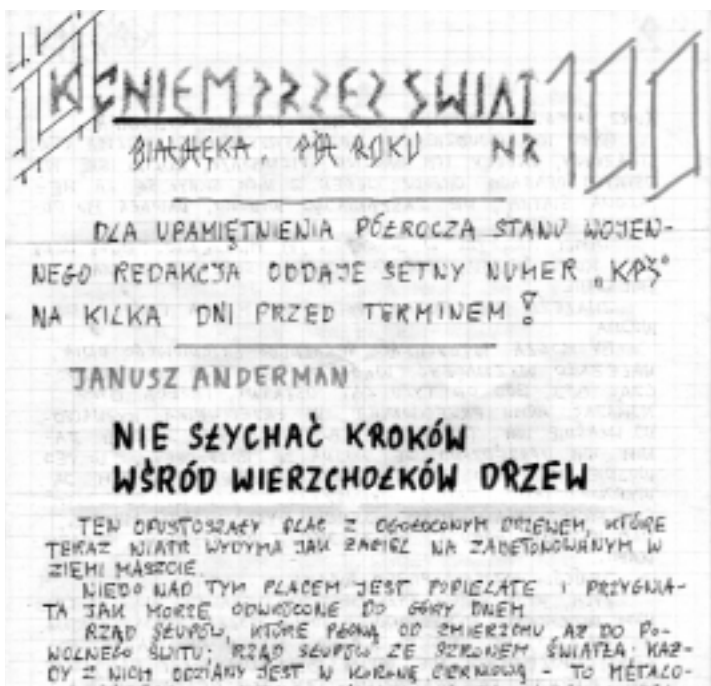 KONIEM PRZEZ ŚWIAT 100
BIAŁOŁĘKA PÓŁ ROKU NR
DLA UPAMIĘTNIENIA PÓŁROCZA STANU WOJEN-
NEGO REDAKCJA ODDAJE SETNY NUMER „KPŚ”
NA KILKA DNI PRZED TERMINEM!
JANUSZ ANDERMAN
NIE SŁYCHAĆ KROKÓW
WŚRÓD WIERZCHOŁKÓW DRZEW
TEN OPUSTOSZAŁY PLAC Z OGOŁOCONYM DRZEWEM, KTÓRE
TERAZ WIATR WYDYMA JAK ŻAGIEL NA ZABETONOWANYM W
ZIEMI MASZCIE.
NIEBO NAD TYM PLACEM JEST POPIELATE I PRZYGNIA-
TA JAK MORZE ODWRÓCONE DO GÓRY DNEM
RZĄD SŁUPÓW, KTÓRE PŁONĄ OD ZMIERZCHU AŻ DO PO-
WOLNEGO ŚWITU; RZĄD SŁUPÓW ZE SZRONEM ŚWIATŁA; KAŻ-
DY Z NICH ODZIANY JEST W KORONĘ CIERNIOWĄ - TO METALO-